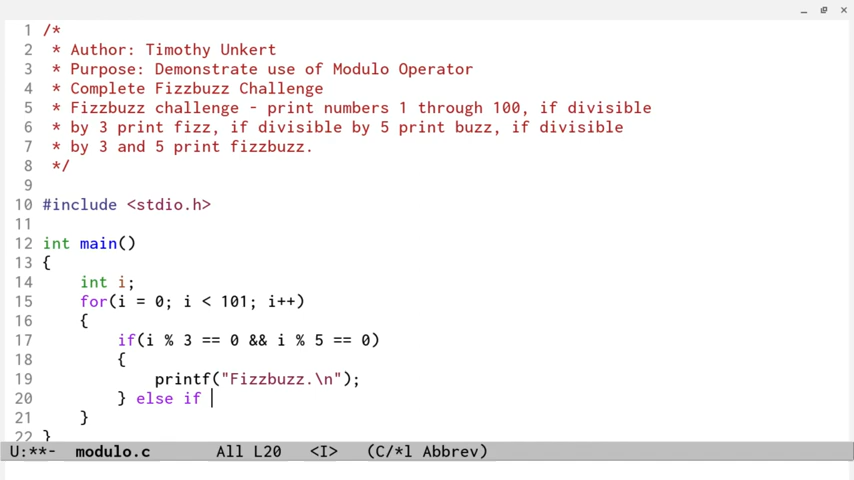 1 /*
2  * Author: Timothy Unkert
3  * Purpose: Demonstrate use of Modulo Operator
4  * Complete Fizzbuzz Challenge
5  * Fizzbuzz challenge - print numbers 1 through 100, if divisible
6  * by 3 print fizz, if divisible by 5 print buzz, if divisible
7  * by 3 and 5 print fizzbuzz.
8  */
9
10 #include <stdio.h>
11
12 int main()
13 {
14     int i;
15     for(i = 0; i < 101; i++)
16     {
17         if(i % 3 == 0 && i % 5 == 0)
18         {
19             printf("Fizzbuzz.\n");
20         } else if
21     }
22 }
U:**-  modulo.c       All L20   <I>   (C/*l Abbrev)